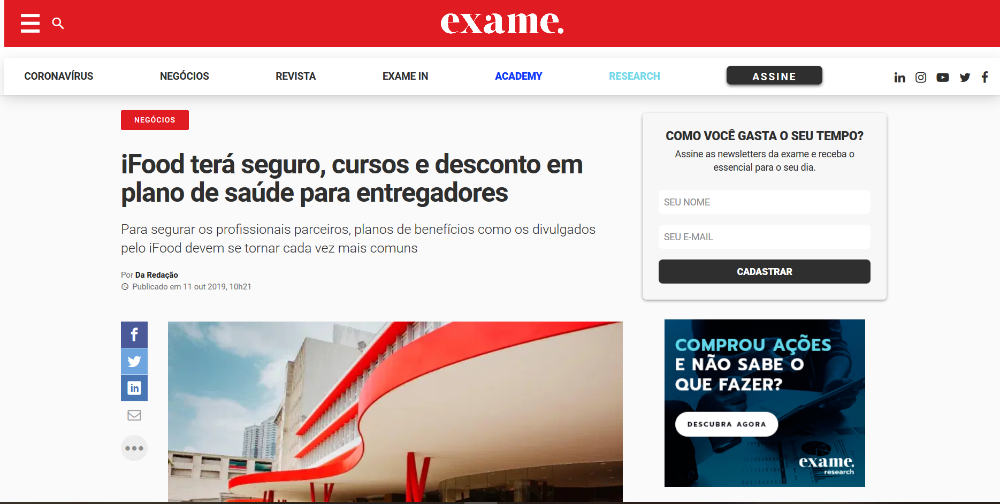 exame.
CORONAVÍRUS
NEGÓCIOS
REVISTA
EXAME IN
ACADEMY
RESEARCH
ASSINE
NEGÓCIOS
iFood terá seguro, cursos e desconto em
plano de saúde para entregadores
Para segurar os profissionais parceiros, planos de benefícios como os divulgados
pelo iFood devem se tornar cada vez mais comuns
Por Da Redação
Publicado em 11 out 2019, 10h21
COMO VOCÊ GASTA O SEU TEMPO?
Assine as newsletters da exame e receba o
essencial para o seu dia.
SEU NOME
SEU E-MAIL
CADASTRAR
COMPROU AÇÕES
E NÃO SABE O
QUE FAZER?
DESCUBRA AGORA
exame.
research